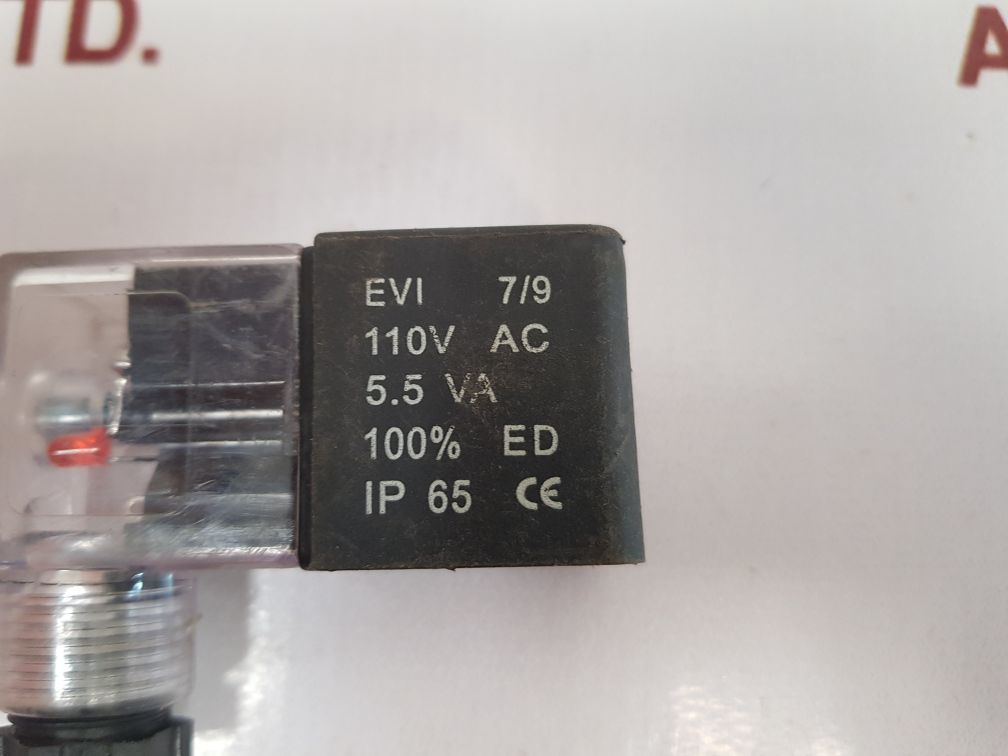 TD.
A
EVI 7/9
110V AC
5.5 VA
100% ED
IP 65 CE